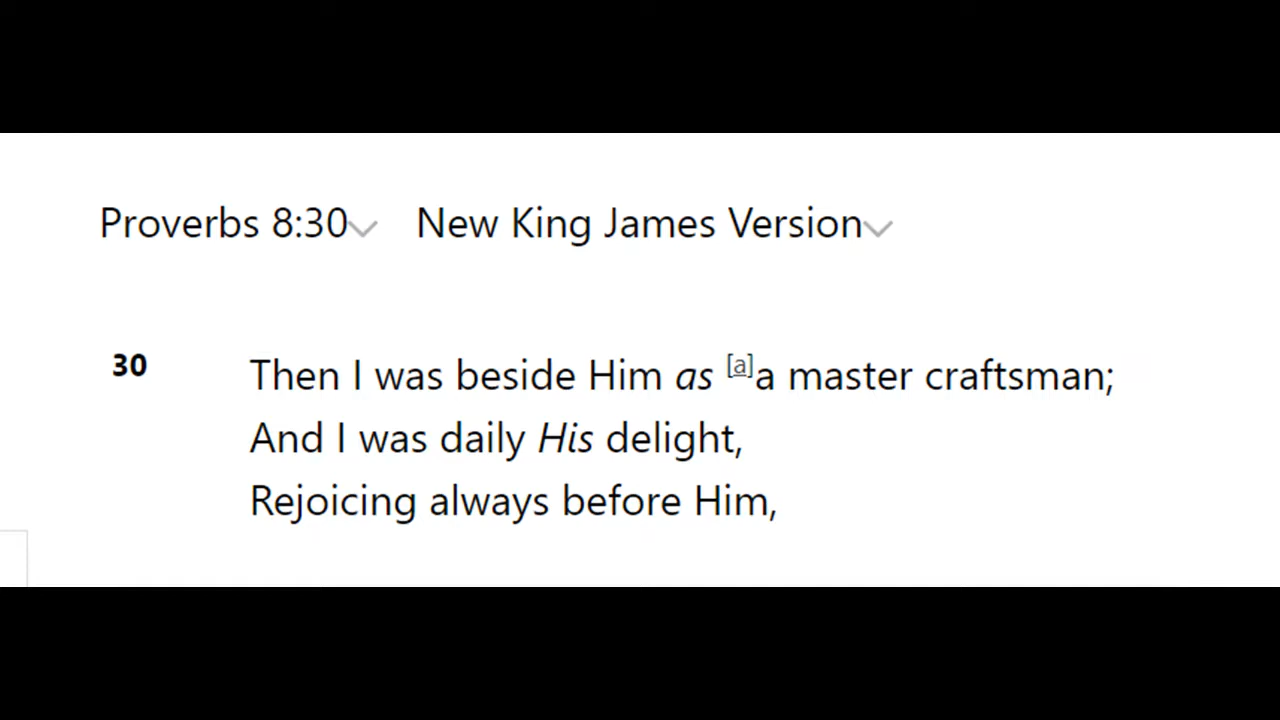 Proverbs 8:30 New King James Version
30 Then I was beside Him as [a]a master craftsman;
And I was daily His delight,
Rejoicing always before Him,